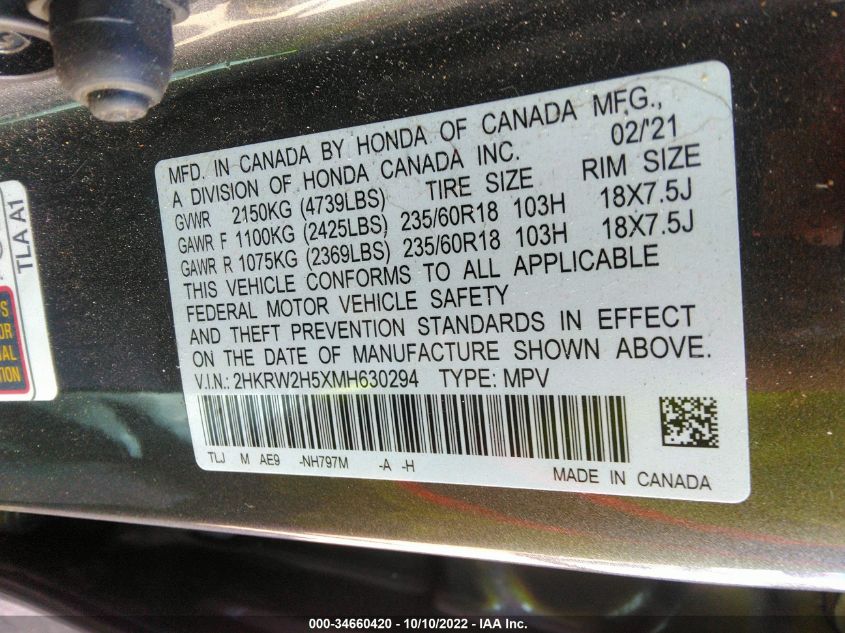 MFD. IN CANADA BY HONDA OF CANADA MFG.,
A DIVISION OF HONDA CANADA INC. 02/'21
GVWR 2150KG (4739LBS) TIRE SIZE RIM SIZE
GAWR F 1100KG (2425LBS) 235/60R18 103H 18X7.5J
GAWR R 1075KG (2369LBS) 235/60R18 103H 18X7.5J
THIS VEHICLE CONFORMS TO ALL APPLICABLE
FEDERAL MOTOR VEHICLE SAFETY
AND THEFT PREVENTION STANDARDS IN EFFECT
ON THE DATE OF MANUFACTURE SHOWN ABOVE.
V.I.N.: 2HKRW2H5XMH630294 TYPE: MPV
TLJ M AE9 -NH797M -A -H
MADE IN CANADA
TLA A1
000-34660420 - 10/10/2022 - IAA Inc.